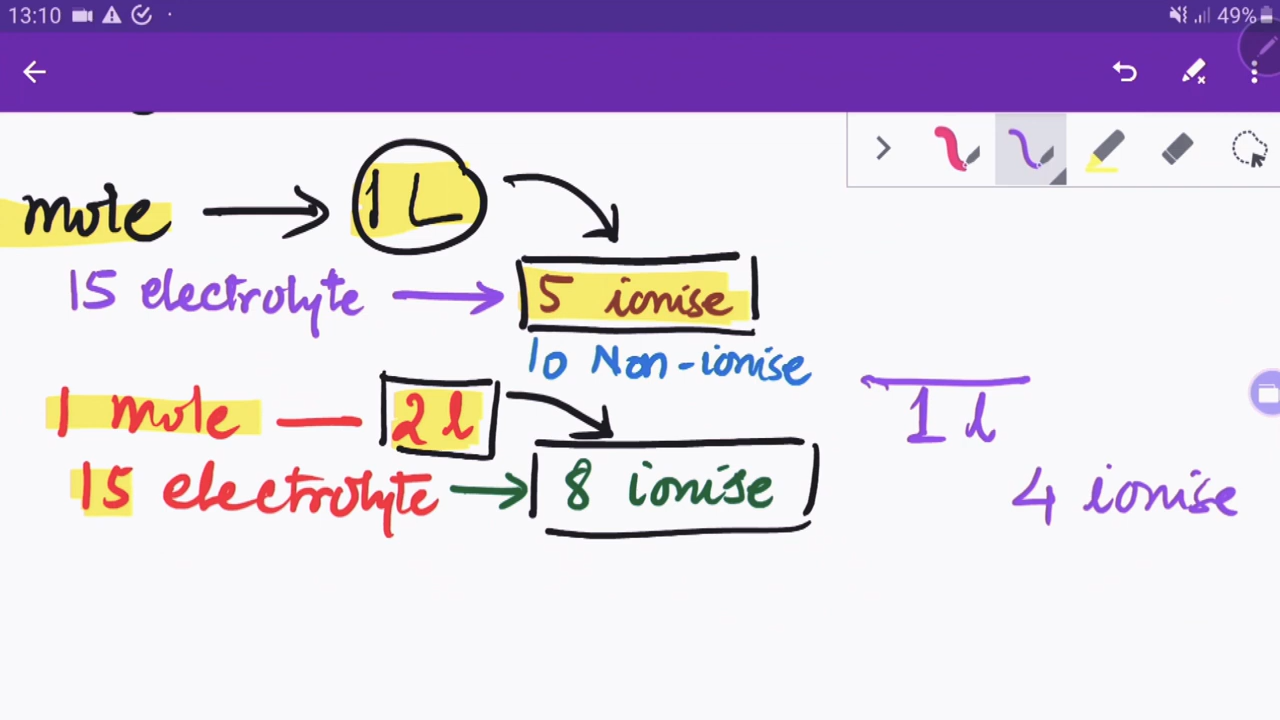 13:10
49%
mole → 1 L
15 electrolyte → 5 ionise
10 Non-ionise
1 mole — 2 l
15 electrolyte → 8 ionise
1 l
4 ionise